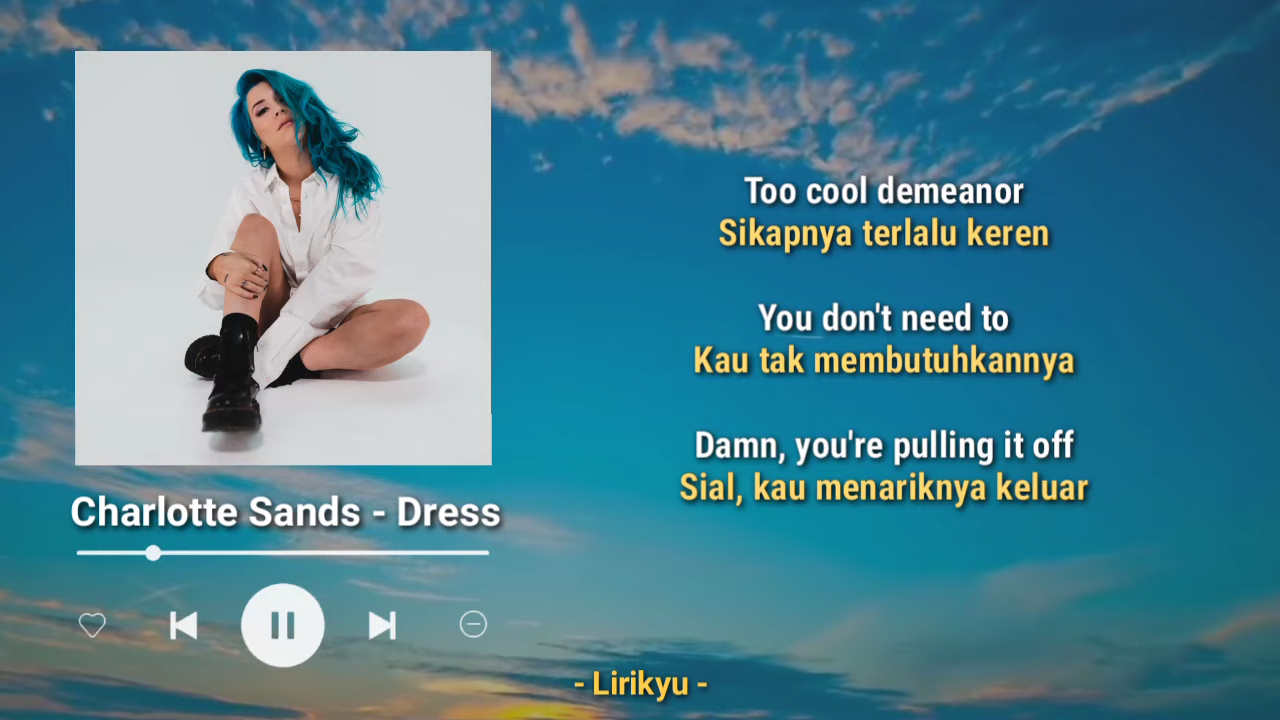 Too cool demeanor
Sikapnya terlalu keren
You don't need to
Kau tak membutuhkannya
Damn, you're pulling it off
Sial, kau menariknya keluar
Charlotte Sands - Dress
- Lirikyu -